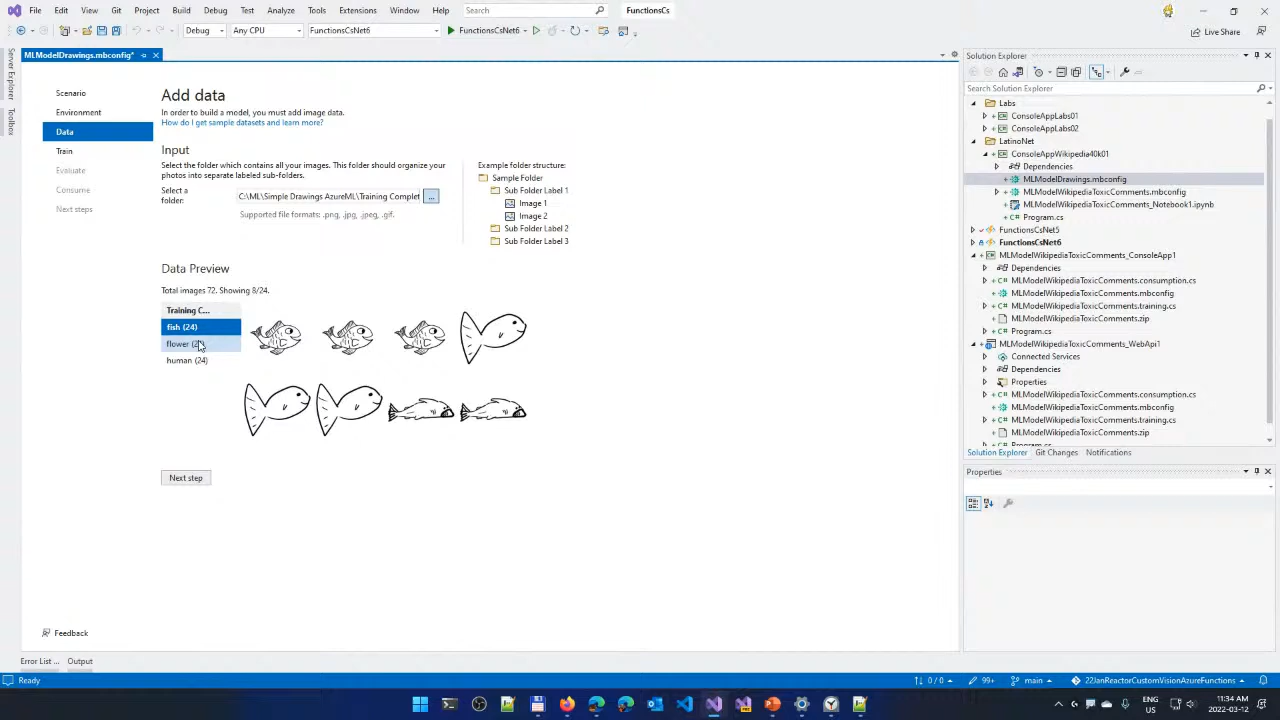 File Edit View Git Project Build Debug Test Analyze Tools Extensions Window Help Search FunctionsCs
Debug Any CPU FunctionsCsNet6 FunctionsCsNet6 Live Share
Server Explorer
Toolbox
MLModelDrawings.mbconfig*
Scenario
Environment
Data
Train
Evaluate
Consume
Next steps
Add data
In order to build a model, you must add image data.
How do I get sample datasets and learn more?
Input
Select the folder which contains all your images. This folder should organize your
photos into separate labeled sub-folders.
Select a
folder:
C:\ML\Simple Drawings AzureML\Training Complet
...
Supported file formats: .png, .jpg, .jpeg, .gif.
Example folder structure:
Sample Folder
Sub Folder Label 1
Image 1
Image 2
Sub Folder Label 2
Sub Folder Label 3
Data Preview
Total images 72. Showing 8/24.
Training C...
fish (24)
flower
human (24)
Next step
Feedback
Solution Explorer
Search Solution Explorer
Labs
ConsoleAppLabs01
ConsoleAppLabs02
LatinoNet
ConsoleAppWikipedia40k01
Dependencies
MLModelDrawings.mbconfig
MLModelWikipediaToxicComments.mbconfig
MLModelWikipediaToxicComments_Notebook1.ipynb
Program.cs
FunctionsCsNet5
FunctionsCsNet6
MLModelWikipediaToxicComments_ConsoleApp1
Dependencies
MLModelWikipediaToxicComments.consumption.cs
MLModelWikipediaToxicComments.mbconfig
MLModelWikipediaToxicComments.training.cs
MLModelWikipediaToxicComments.zip
Program.cs
MLModelWikipediaToxicComments_WebApi1
Connected Services
Dependencies
Properties
MLModelWikipediaToxicComments.consumption.cs
MLModelWikipediaToxicComments.mbconfig
MLModelWikipediaToxicComments.training.cs
MLModelWikipediaToxicComments.zip
Program.cs
Solution Explorer Git Changes Notifications
Properties
Error List ... Output
Ready 0 / 0 99+ main 22JanReactorCustomVisionAzureFunctions
ENG
US
11:34 AM
2022-03-12